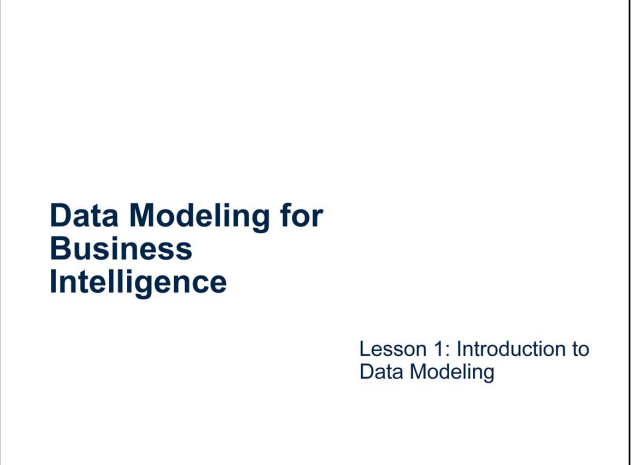 Data Modeling for
Business
Intelligence
Lesson 1: Introduction to
Data Modeling